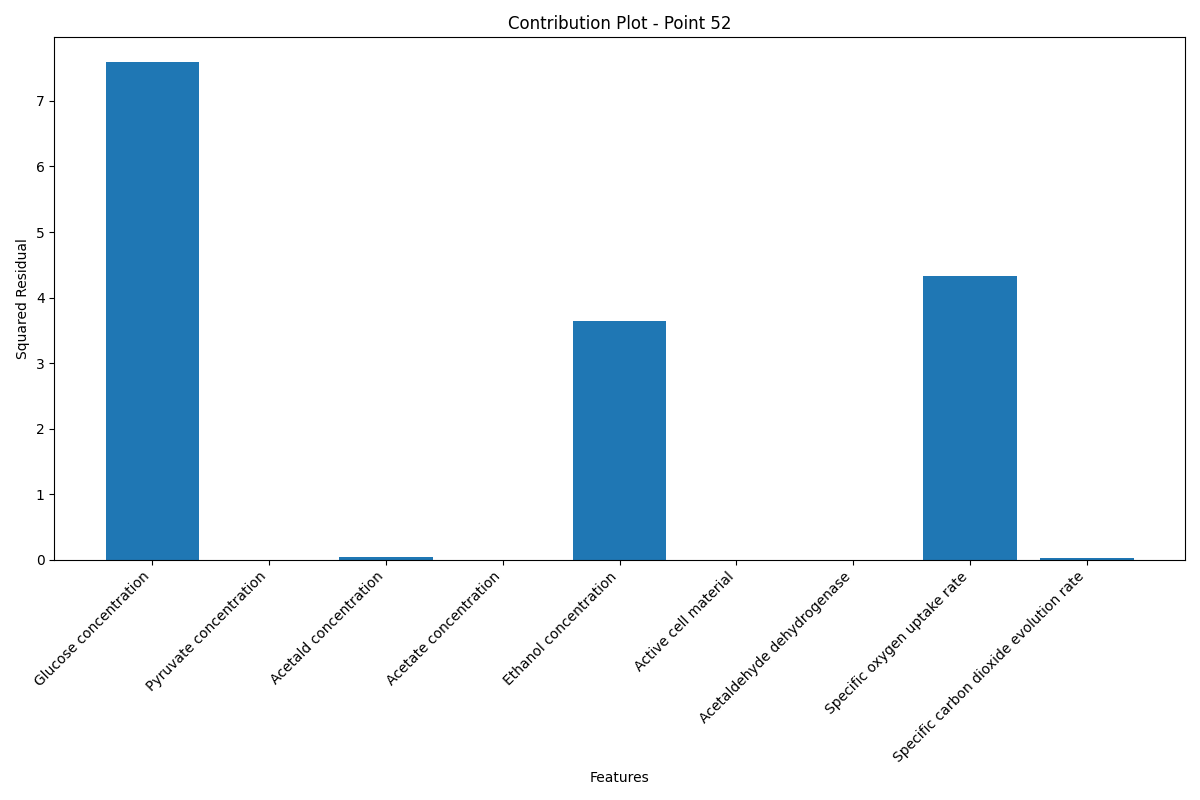 Contribution Plot - Point 52
Squared Residual
7
6
5
4
3
2
1
0
Glucose concentration
Pyruvate concentration
Acetald concentration
Acetate concentration
Ethanol concentration
Active cell material
Acetaldehyde dehydrogenase
Specific oxygen uptake rate
Specific carbon dioxide evolution rate
Features